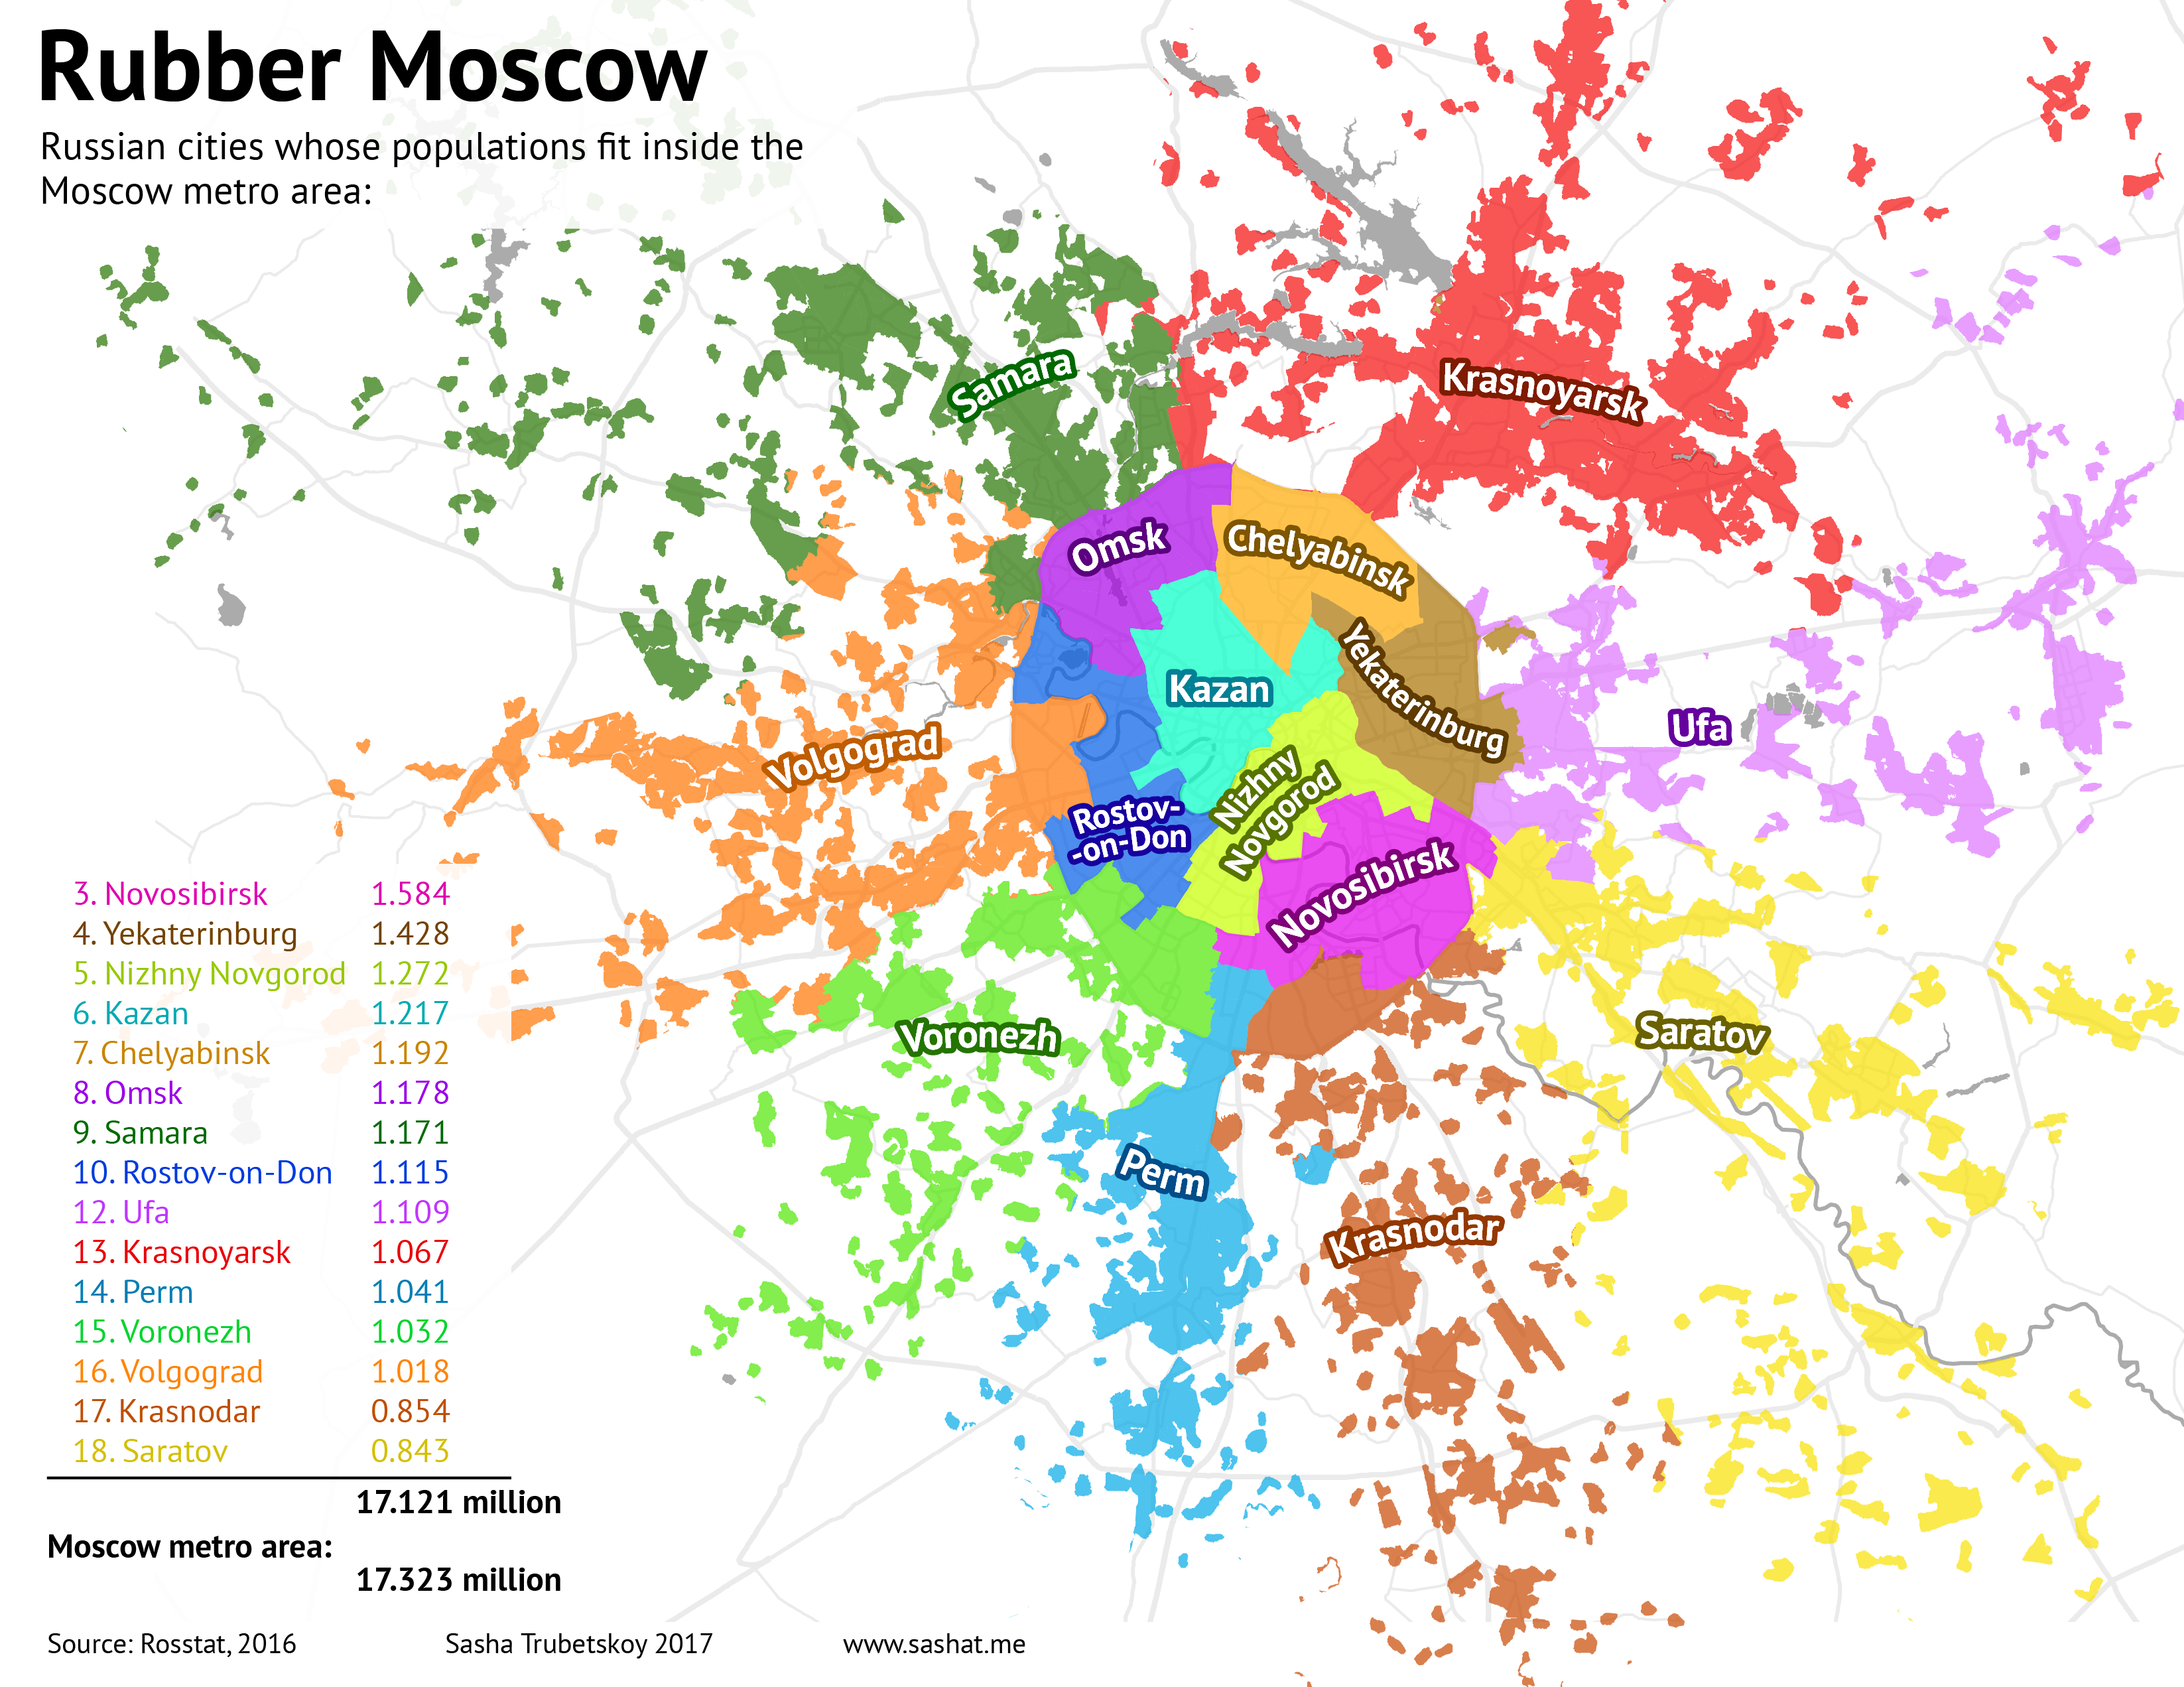 Rubber Moscow
Russian cities whose populations fit inside the
Moscow metro area:
Samara
Krasnoyarsk
Omsk
Chelyabinsk
Yekaterinburg
Kazan
Ufa
Volgograd
Nizhny
Novgorod
Rostov-
-on-Don
Novosibirsk
Voronezh
Saratov
Perm
Krasnodar
3. Novosibirsk 1.584
4. Yekaterinburg 1.428
5. Nizhny Novgorod 1.272
6. Kazan 1.217
7. Chelyabinsk 1.192
8. Omsk 1.178
9. Samara 1.171
10. Rostov-on-Don 1.115
12. Ufa 1.109
13. Krasnoyarsk 1.067
14. Perm 1.041
15. Voronezh 1.032
16. Volgograd 1.018
17. Krasnodar 0.854
18. Saratov 0.843
17.121 million
Moscow metro area:
17.323 million
Source: Rosstat, 2016 Sasha Trubetskoy 2017 www.sashat.me